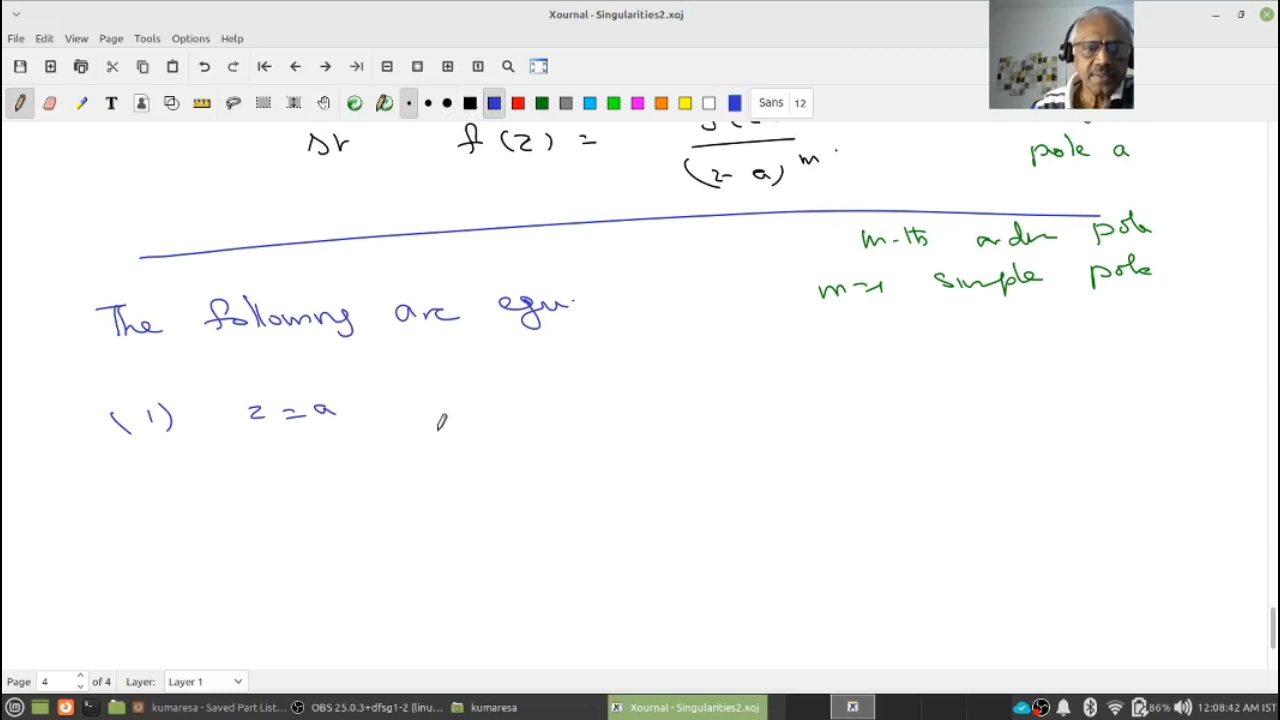 Xournal - Singularities2.xoj
File Edit View Page Tools Options Help
Sans 12
st f(z) =
(z- a)^m .
pole a
m-th order pole
m=1 simple pole
The following are equ.
(1) z = a
Page 4 of 4 Layer: Layer 1
kumaresa - Saved Part List... OBS 25.0.3+dfsg1-2 (linu... kumaresa Xournal - Singularities2.xoj 86% 12:08:42 AM IST